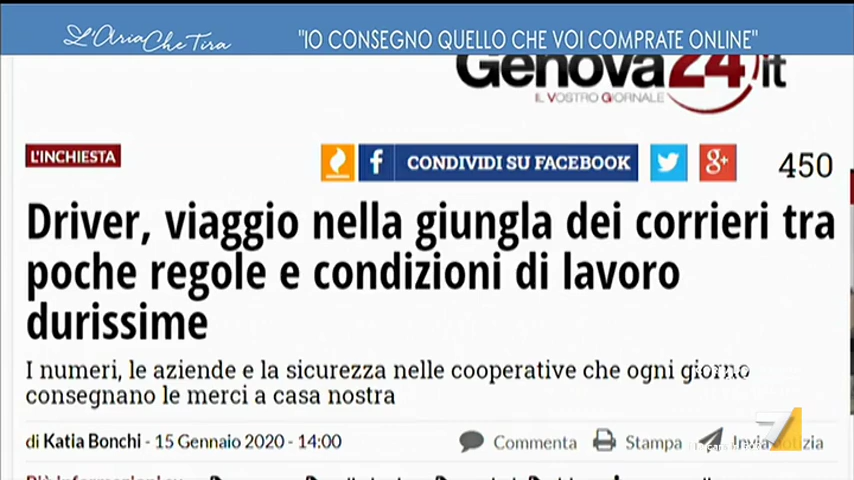 L'Aria Che Tira
"IO CONSEGNO QUELLO CHE VOI COMPRATE ONLINE"
Genova24.it
IL VOSTRO GIORNALE
L'INCHIESTA
f CONDIVIDI SU FACEBOOK
g+
450
Driver, viaggio nella giungla dei corrieri tra
poche regole e condizioni di lavoro
durissime
I numeri, le aziende e la sicurezza nelle cooperative che ogni giorno
consegnano le merci a casa nostra
di Katia Bonchi - 15 Gennaio 2020 - 14:00
Commenta
Stampa
Invia notizia
7